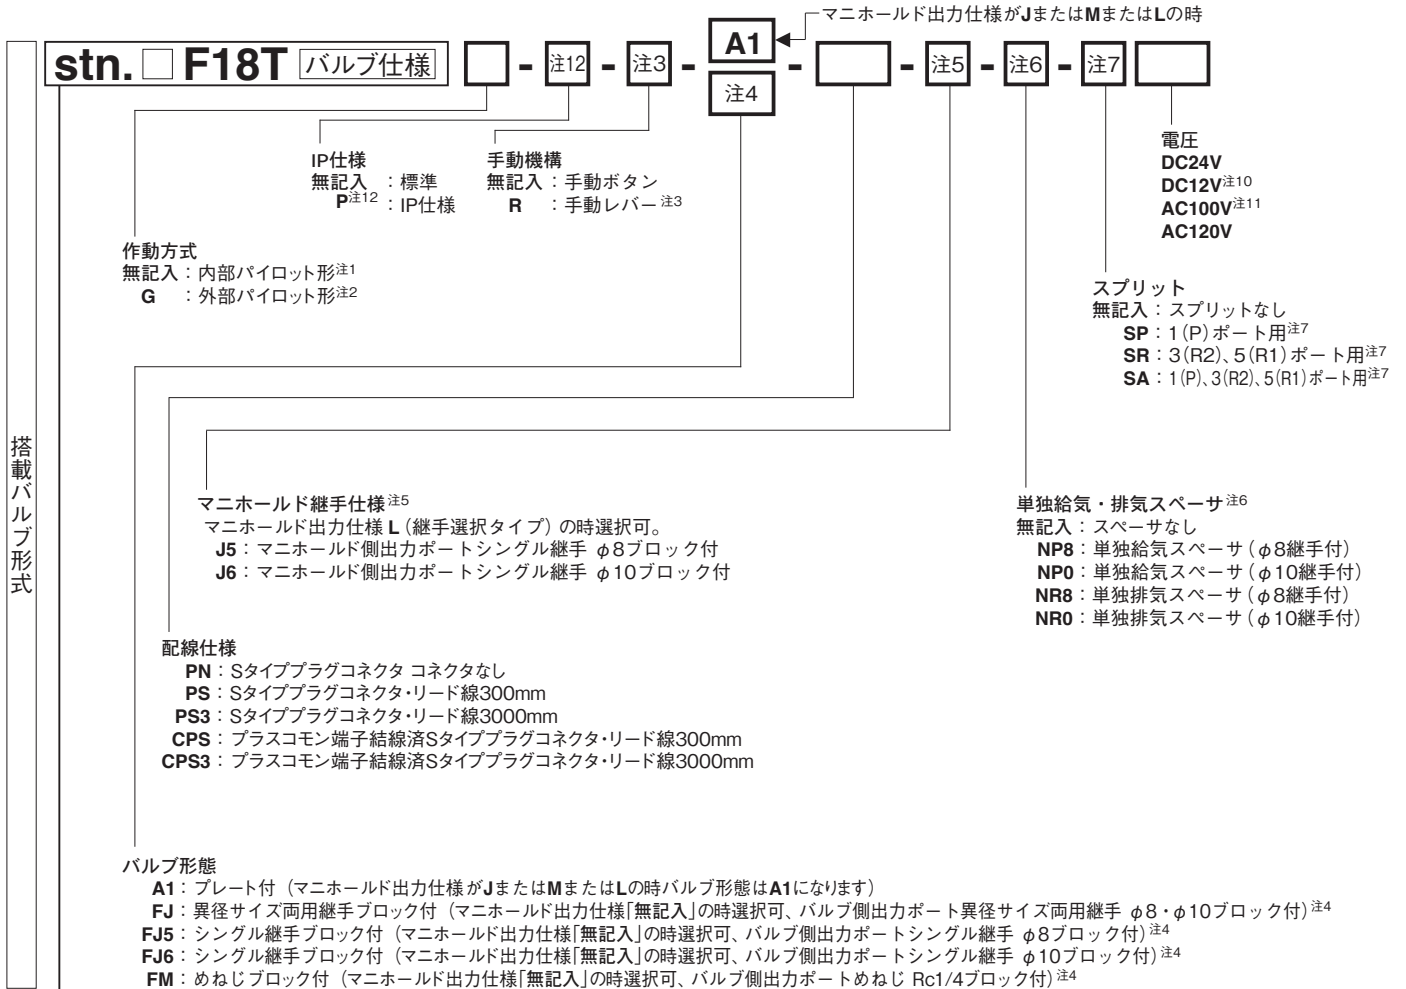 マニホールド出力仕様がJまたはMまたはLの時
stn. □ F18T バルブ仕様 □ - 注12 - 注3 - A1 - □ - 注5 - 注6 - 注7 □
注4
電圧
DC24V
DC12V注10
AC100V注11
AC120V
IP仕様
無記入 ：標準
P注12：IP仕様
手動機構
無記入：手動ボタン
R ：手動レバー注3
作動方式
無記入：内部パイロット形注1
G ：外部パイロット形注2
スプリット
無記入：スプリットなし
SP：1(P)ポート用注7
SR：3(R2)、5(R1)ポート用注7
SA：1(P)、3(R2)、5(R1)ポート用注7
搭載バルブ形式
マニホールド継手仕様注5
マニホールド出力仕様 L（継手選択タイプ）の時選択可。
J5：マニホールド側出力ポートシングル継手 φ8ブロック付
J6：マニホールド側出力ポートシングル継手 φ10ブロック付
単独給気・排気スペーサ注6
無記入：スペーサなし
NP8：単独給気スペーサ（φ8継手付）
NP0：単独給気スペーサ（φ10継手付）
NR8：単独排気スペーサ（φ8継手付）
NR0：単独排気スペーサ（φ10継手付）
配線仕様
PN：Sタイププラグコネクタ コネクタなし
PS：Sタイププラグコネクタ・リード線300mm
PS3：Sタイププラグコネクタ・リード線3000mm
CPS：プラスコモン端子結線済Sタイププラグコネクタ・リード線300mm
CPS3：プラスコモン端子結線済Sタイププラグコネクタ・リード線3000mm
バルブ形態
A1：プレート付（マニホールド出力仕様がJまたはMまたはLの時バルブ形態はA1になります）
FJ：異径サイズ両用継手ブロック付（マニホールド出力仕様「無記入」の時選択可、バルブ側出力ポート異径サイズ両用継手 φ8・φ10ブロック付）注4
FJ5：シングル継手ブロック付（マニホールド出力仕様「無記入」の時選択可、バルブ側出力ポートシングル継手 φ8ブロック付）注4
FJ6：シングル継手ブロック付（マニホールド出力仕様「無記入」の時選択可、バルブ側出力ポートシングル継手 φ10ブロック付）注4
FM：めねじブロック付（マニホールド出力仕様「無記入」の時選択可、バルブ側出力ポートめねじ Rc1/4ブロック付）注4